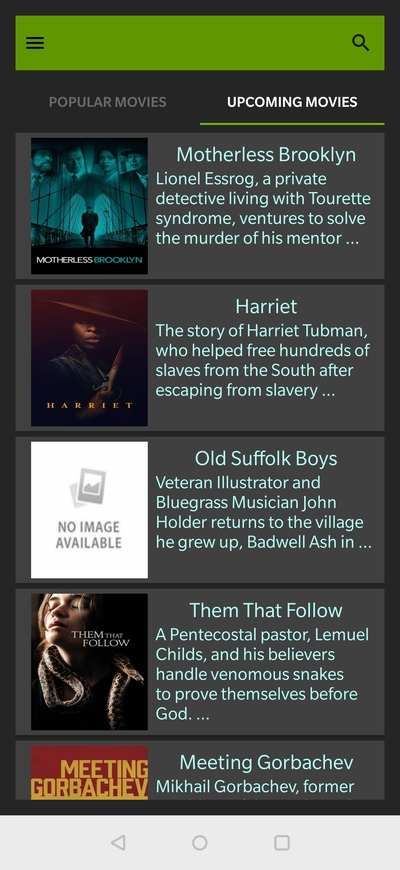 POPULAR MOVIES
UPCOMING MOVIES
MOTHERLESS BROOKLYN
Motherless Brooklyn
Lionel Essrog, a private
detective living with Tourette
syndrome, ventures to solve
the murder of his mentor ...
HARRIET
Harriet
The story of Harriet Tubman,
who helped free hundreds of
slaves from the South after
escaping from slavery ...
NO IMAGE
AVAILABLE
Old Suffolk Boys
Veteran Illustrator and
Bluegrass Musician John
Holder returns to the village
he grew up, Badwell Ash in ...
THEM THAT
FOLLOW
Them That Follow
A Pentecostal pastor, Lemuel
Childs, and his believers
handle venomous snakes
to prove themselves before
God. ...
MEETING
GORBACHEV
Meeting Gorbachev
Mikhail Gorbachev, former